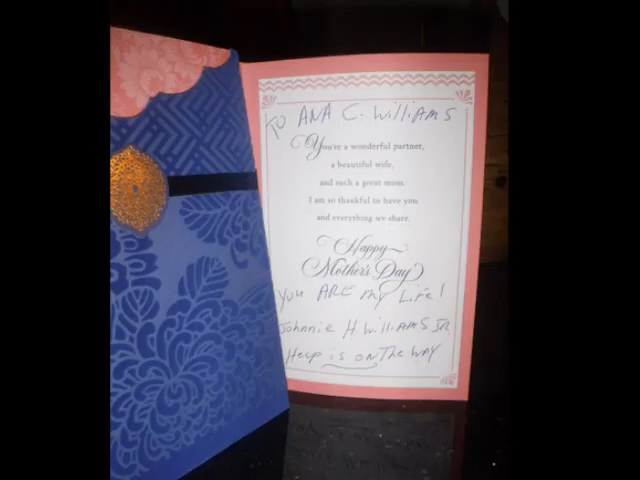 To ANA C. Williams
You're a wonderful partner,
a beautiful wife,
and such a great mom.
I am so thankful to have you
and everything we share.
Happy
Mother's Day
You ARE my Life!
Johnnie H Williams JR.
Help is on The WAY